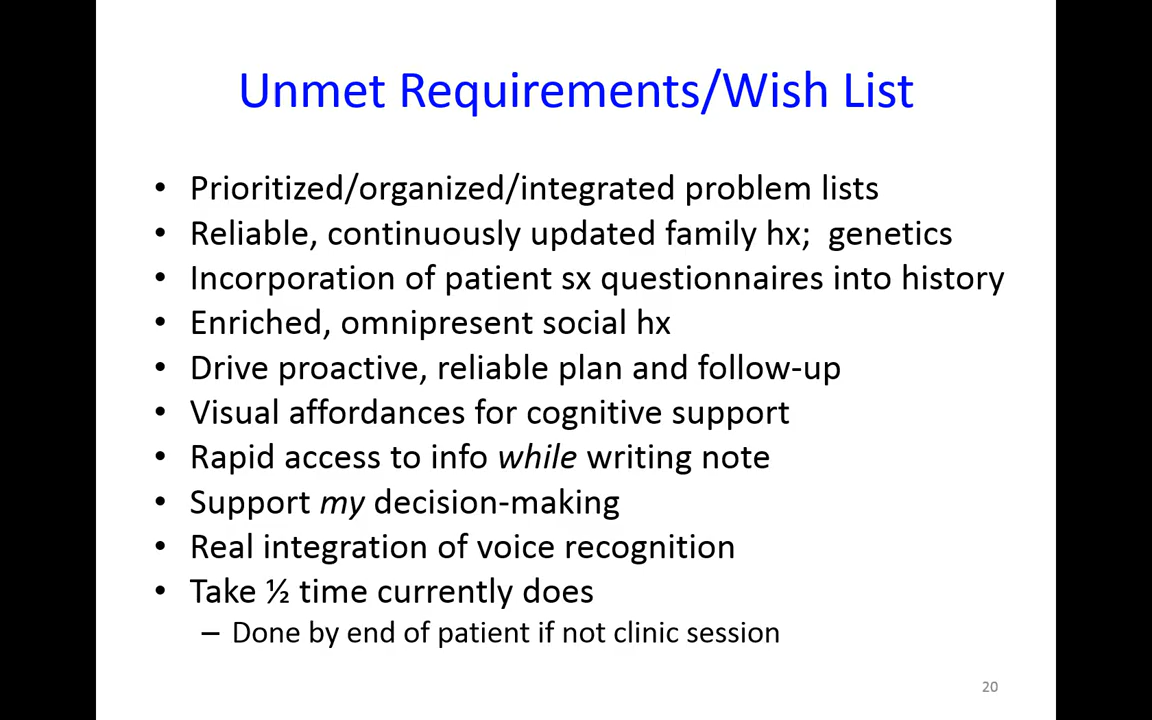 Unmet Requirements/Wish List
• Prioritized/organized/integrated problem lists
• Reliable, continuously updated family hx;  genetics
• Incorporation of patient sx questionnaires into history
• Enriched, omnipresent social hx
• Drive proactive, reliable plan and follow-up
• Visual affordances for cognitive support
• Rapid access to info while writing note
• Support my decision-making
• Real integration of voice recognition
• Take ½ time currently does
– Done by end of patient if not clinic session
20